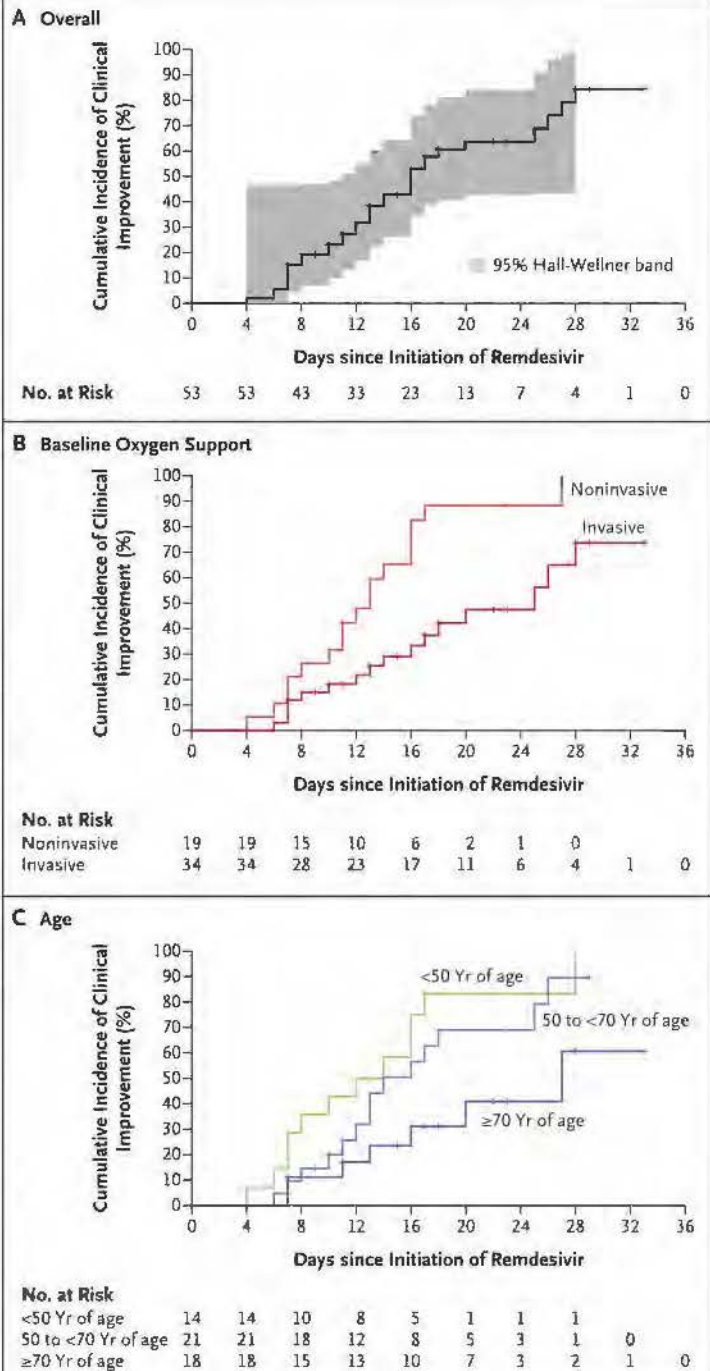 A Overall
Cumulative Incidence of Clinical
Improvement (%)
100
90
80
70
60
50
40
30
20
10
0
95% Hall-Wellner band
0 4 8 12 16 20 24 28 32 36
Days since Initiation of Remdesivir
No. at Risk 53 53 43 33 23 13 7 4 1 0
B Baseline Oxygen Support
Cumulative Incidence of Clinical
Improvement (%)
100
90
80
70
60
50
40
30
20
10
0
Noninvasive
Invasive
0 4 8 12 16 20 24 28 32 36
Days since Initiation of Remdesivir
No. at Risk
Noninvasive 19 19 15 10 6 2 1 0
Invasive 34 34 28 23 17 11 6 4 1 0
C Age
Cumulative Incidence of Clinical
Improvement (%)
100
90
80
70
60
50
40
30
20
10
0
<50 Yr of age
50 to <70 Yr of age
≥70 Yr of age
0 4 8 12 16 20 24 28 32 36
Days since Initiation of Remdesivir
No. at Risk
<50 Yr of age 14 14 10 8 5 1 1 1
50 to <70 Yr of age 21 21 18 12 8 5 3 1 0
≥70 Yr of age 18 18 15 13 10 7 3 2 1 0